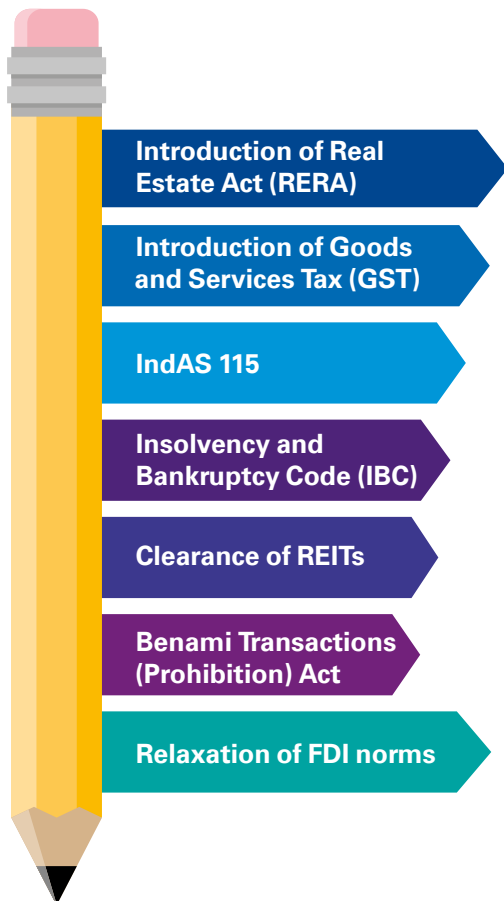 Introduction of Real
Estate Act (RERA)
Introduction of Goods
and Services Tax (GST)
IndAS 115
Insolvency and
Bankruptcy Code (IBC)
Clearance of REITs
Benami Transactions
(Prohibition) Act
Relaxation of FDI norms